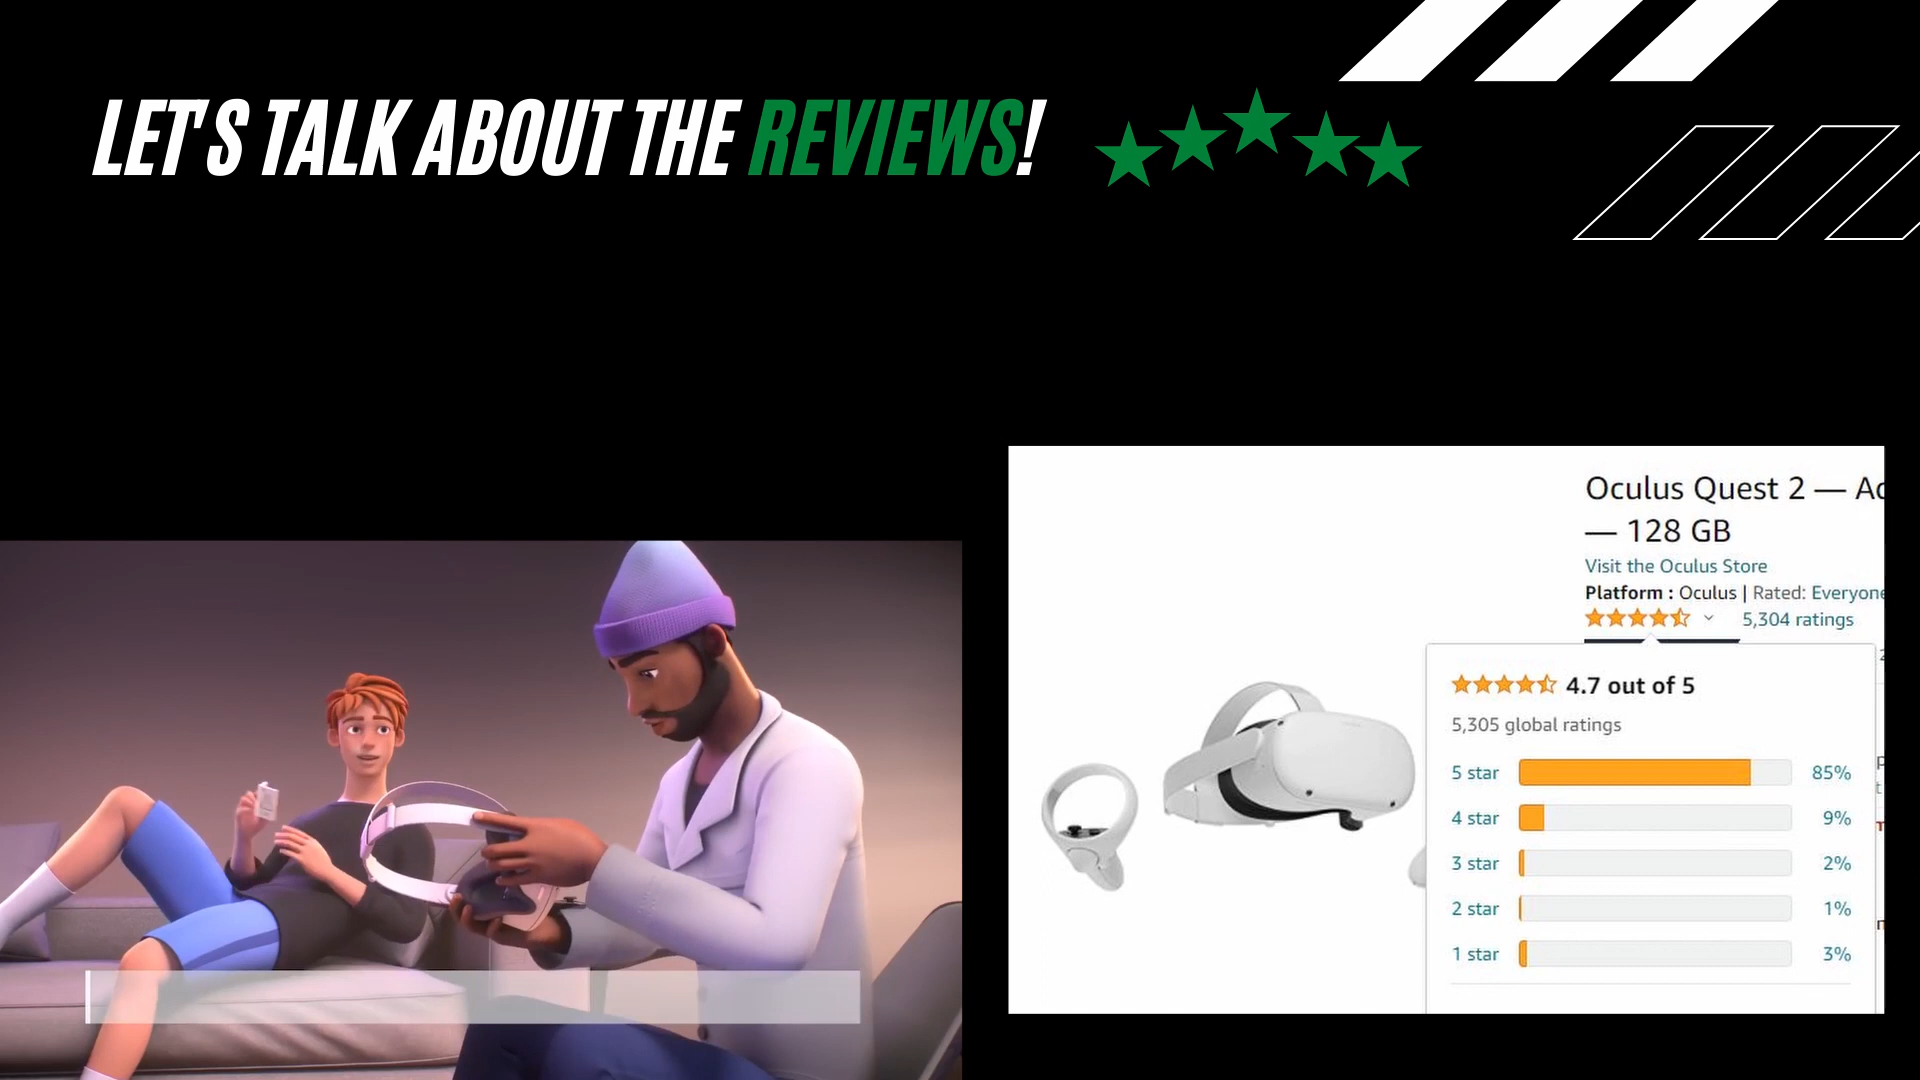 LET'S TALK ABOUT THE REVIEWS!
Oculus Quest 2 — Ad
— 128 GB
Visit the Oculus Store
Platform : Oculus | Rated: Everyone
5,304 ratings
4.7 out of 5
5,305 global ratings
5 star 85%
4 star 9%
3 star 2%
2 star 1%
1 star 3%